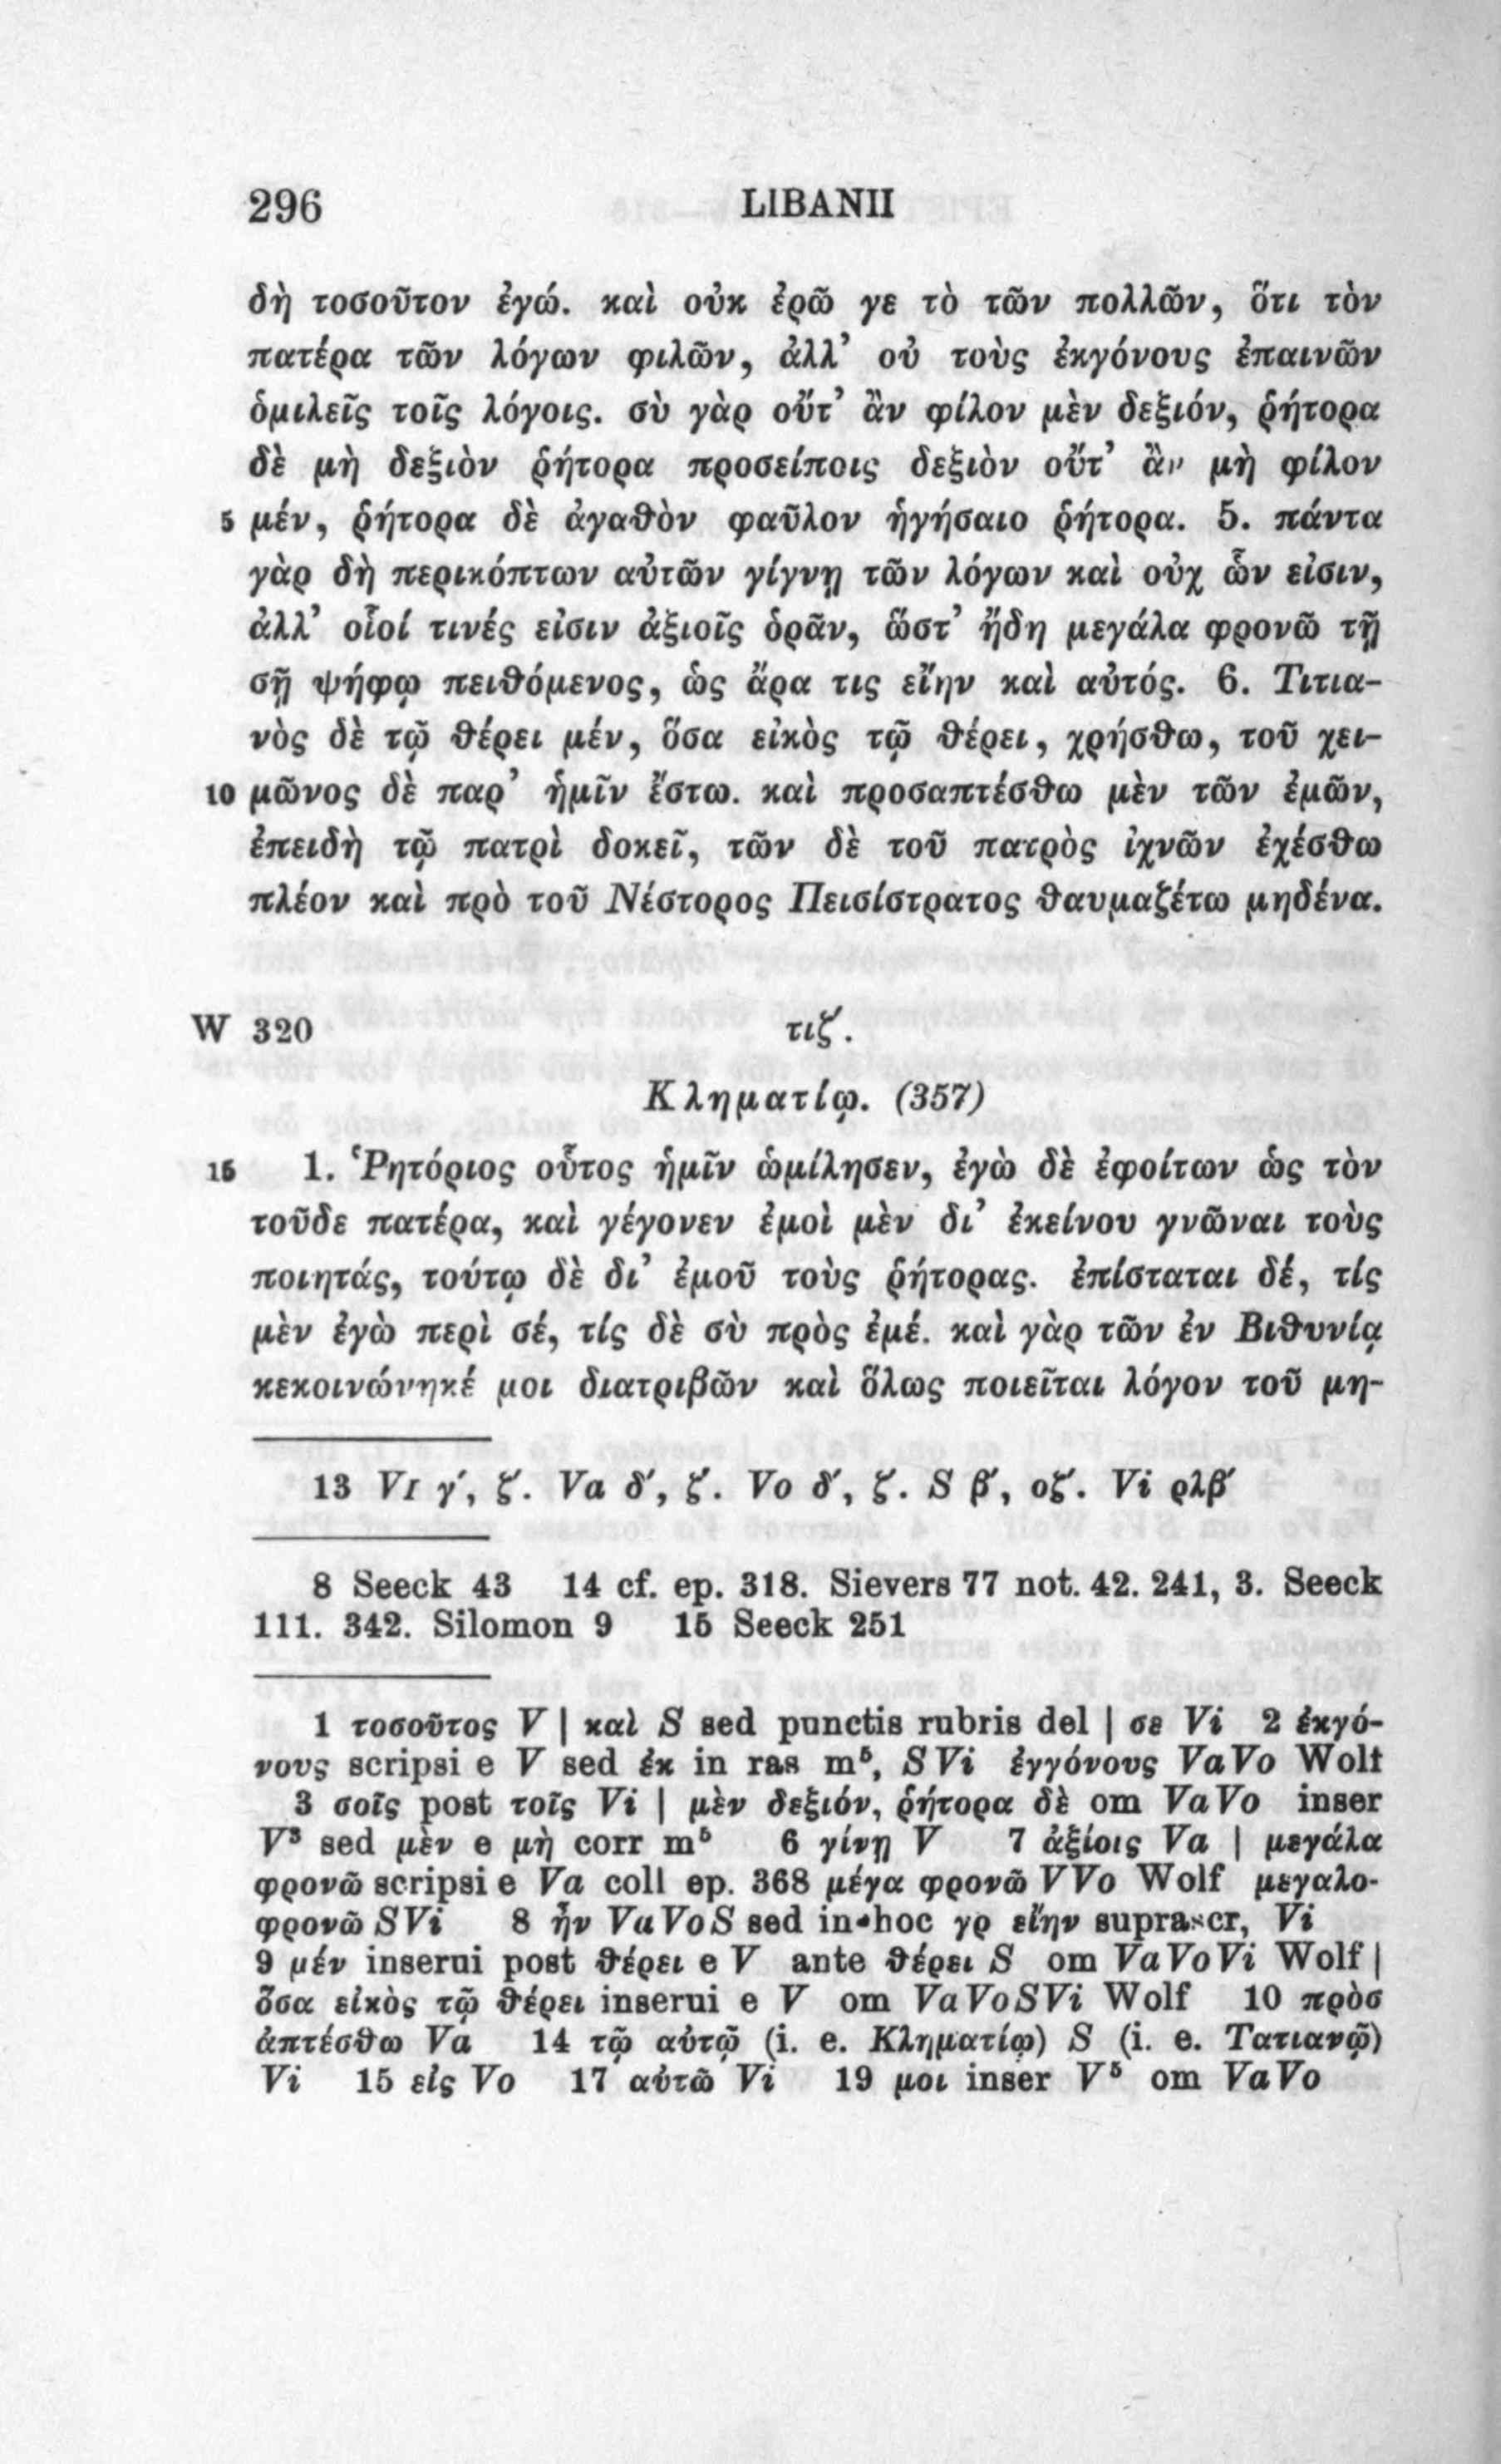 296 LIBANII
δὴ τοσοῦτον ἐγώ. καὶ οὐκ ἐρῶ γε τὸ τῶν πολλῶν, ὅτι τὸν
πατέρα τῶν λόγων φιλῶν, ἀλλ᾽ οὐ τοὺς ἐκγόνους ἐπαινῶν
ὁμιλεῖς τοῖς λόγοις. σὺ γὰρ οὔτ᾽ ἂν φίλον μὲν δεξιόν, ῥήτορα
δὲ μὴ δεξιὸν ῥήτορα προσείποις δεξιὸν οὔτ᾽ ἂν μὴ φίλον
5 μέν, ῥήτορα δὲ ἀγαθὸν φαῦλον ἡγήσαιο ῥήτορα. 5. πάντα
γὰρ δὴ περικόπτων αὐτῶν γίγνῃ τῶν λόγων καὶ οὐχ ὧν εἰσιν,
ἀλλ᾽ οἷοί τινές εἰσιν ἀξιοῖς ὁρᾶν, ὥστ᾽ ἤδη μεγάλα φρονῶ τῇ
σῇ ψήφῳ πειθόμενος, ὡς ἄρα τις εἴην καὶ αὐτός. 6. Τιτια-
νὸς δὲ τῷ θέρει μέν, ὅσα εἰκὸς τῷ θέρει, χρήσθω, τοῦ χει-
10 μῶνος δὲ παρ᾽ ἡμῖν ἔστω. καὶ προσαπτέσθω μὲν τῶν ἐμῶν,
ἐπειδὴ τῷ πατρὶ δοκεῖ, τῶν δὲ τοῦ πατρὸς ἰχνῶν ἐχέσθω
πλέον καὶ πρὸ τοῦ Νέστορος Πεισίστρατος θαυμαζέτω μηδένα.
W 320 τιζ΄.
Κληματίῳ. (357)
15 1. Ῥητόριος οὗτος ἡμῖν ὡμίλησεν, ἐγὼ δὲ ἐφοίτων ὡς τὸν
τοῦδε πατέρα, καὶ γέγονεν ἐμοὶ μὲν δι᾽ ἐκείνου γνῶναι τοὺς
ποιητάς, τούτῳ δὲ δι᾽ ἐμοῦ τοὺς ῥήτορας. ἐπίσταται δέ, τίς
μὲν ἐγὼ περὶ σέ, τίς δὲ σὺ πρὸς ἐμέ. καὶ γὰρ τῶν ἐν Βιθυνίᾳ
κεκοινώνηκέ μοι διατριβῶν καὶ ὅλως ποιεῖται λόγον τοῦ μη-
13 VI γ΄, ζ΄. Va δ΄, ζ΄. Vo δ΄, ζ΄. S β΄, οζ΄. Vi ρλβ΄
8 Seeck 43 14 cf. ep. 318. Sievers 77 not. 42. 241, 3. Seeck
111. 342. Silomon 9 15 Seeck 251
1 τοσοῦτος V | καὶ S sed punctis rubris del | σε Vi 2 ἐκγό-
νους scripsi e V sed ἐκ in ras m⁵, S Vi ἐγγόνους Va Vo Wolf
3 σοῖς post τοῖς Vi | μὲν δεξιόν, ῥήτορα δὲ om Va Vo inser
V³ sed μὲν e μὴ corr m⁵ 6 γίνῃ V 7 ἀξίοις Va | μεγάλα
φρονῶ scripsi e Va coll ep. 368 μέγα φρονῶ V Vo Wolf μεγαλο-
φρονῶ S Vi 8 ἦν Va Vo S sed in hoc γρ εἴην suprascr, Vi
9 μέν inserui post θέρει e V ante θέρει S om Va Vo Vi Wolf |
ὅσα εἰκὸς τῷ θέρει inserui e V om Va Vo S Vi Wolf 10 πρὸσ
ἁπτέσθω Va 14 τῷ αὐτῷ (i. e. Κληματίῳ) S (i. e. Τατιανῷ)
Vi 15 εἰς Vo 17 αὐτῶ Vi 19 μοι inser V⁵ om Va Vo